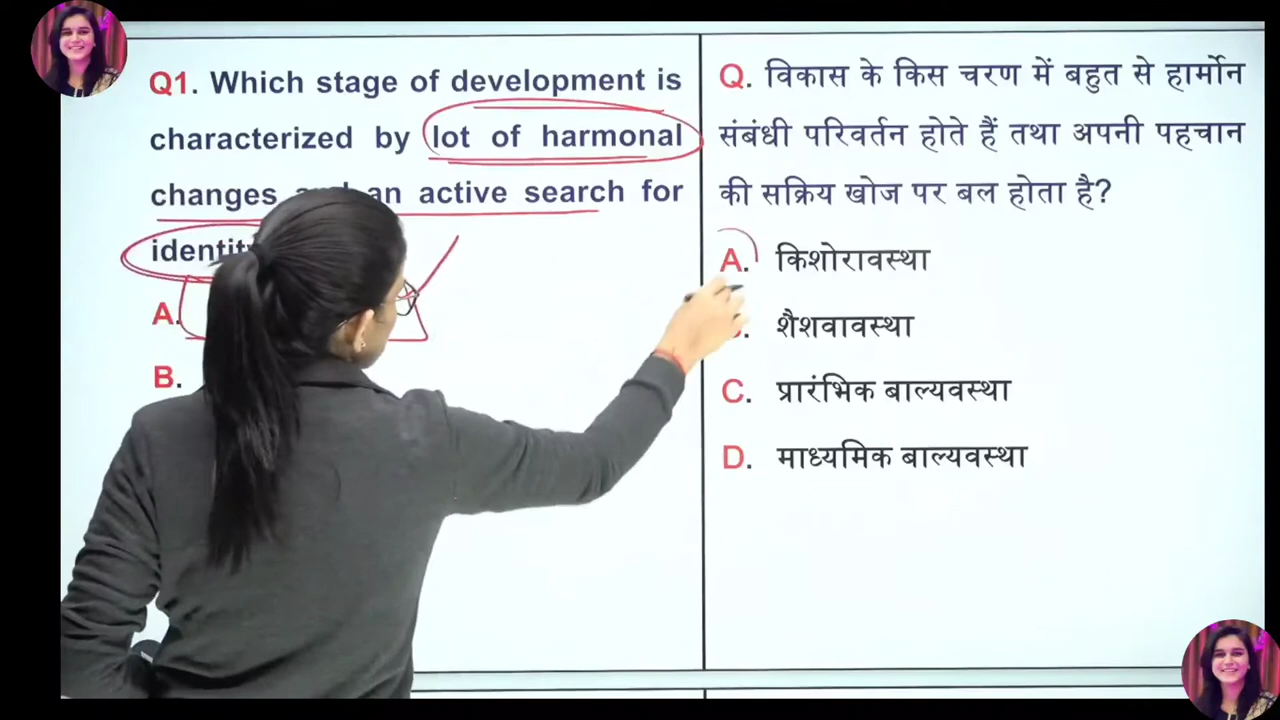 Q1. Which stage of development is
characterized by lot of harmonal
changes an active search for
A.
B.
Q. विकास के किस चरण में बहुत से हार्मोन
संबंधी परिवर्तन होते हैं तथा अपनी पहचान
की सक्रिय खोज पर बल होता है?
A. किशोरावस्था
शैशवावस्था
C. प्रारंभिक बाल्यवस्था
D. माध्यमिक बाल्यवस्था